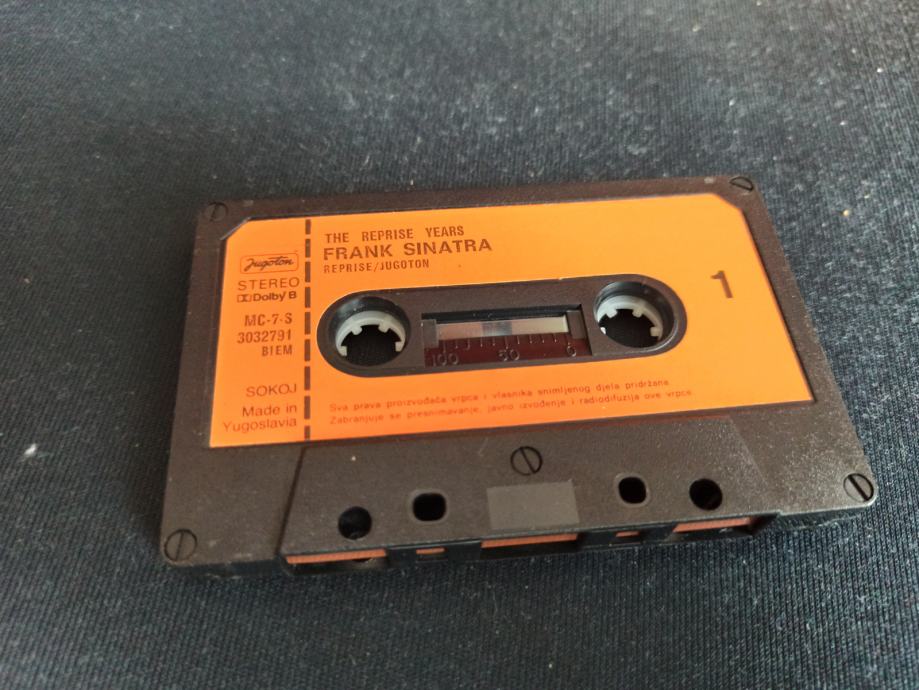 Jugoton
STEREO
Dolby B
MC-7-S
3032791
BIEM
SOKOJ
Made in
Yugoslavia
THE REPRISE YEARS
FRANK SINATRA
REPRISE/JUGOTON
1
100 50 0
Sva prava proizvođača vrpca i vlasnika snimljenog djela pridržana
Zabranjuje se presnimavanje, javno izvođenje i radiodifuzija ove vrpce